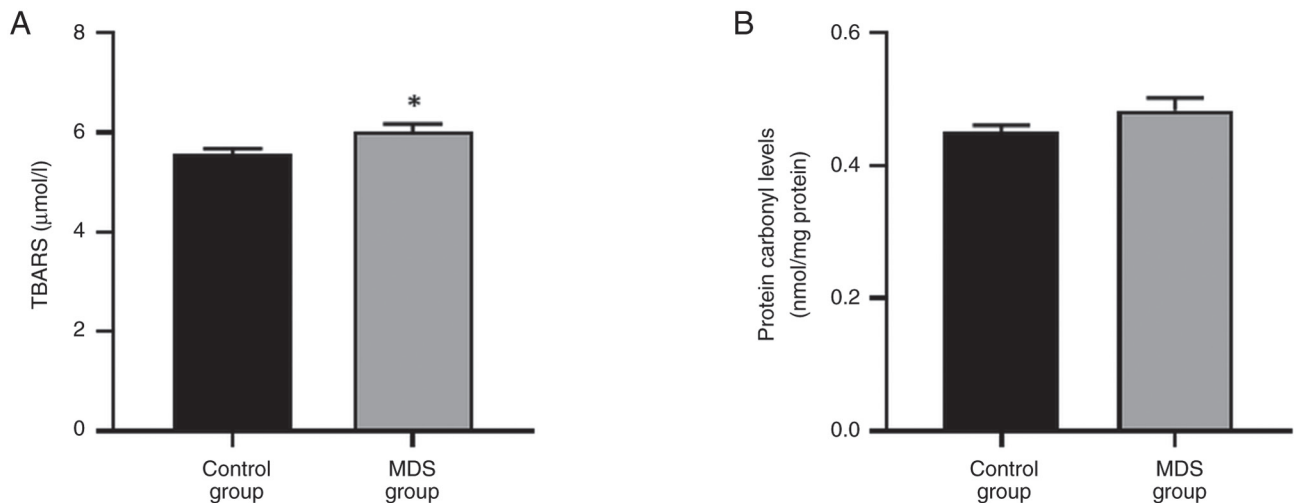 A
TBARS (μmol/l)
8
6
4
2
0
*
Control
group
MDS
group
B
Protein carbonyl levels
(nmol/mg protein)
0.6
0.4
0.2
0.0
Control
group
MDS
group